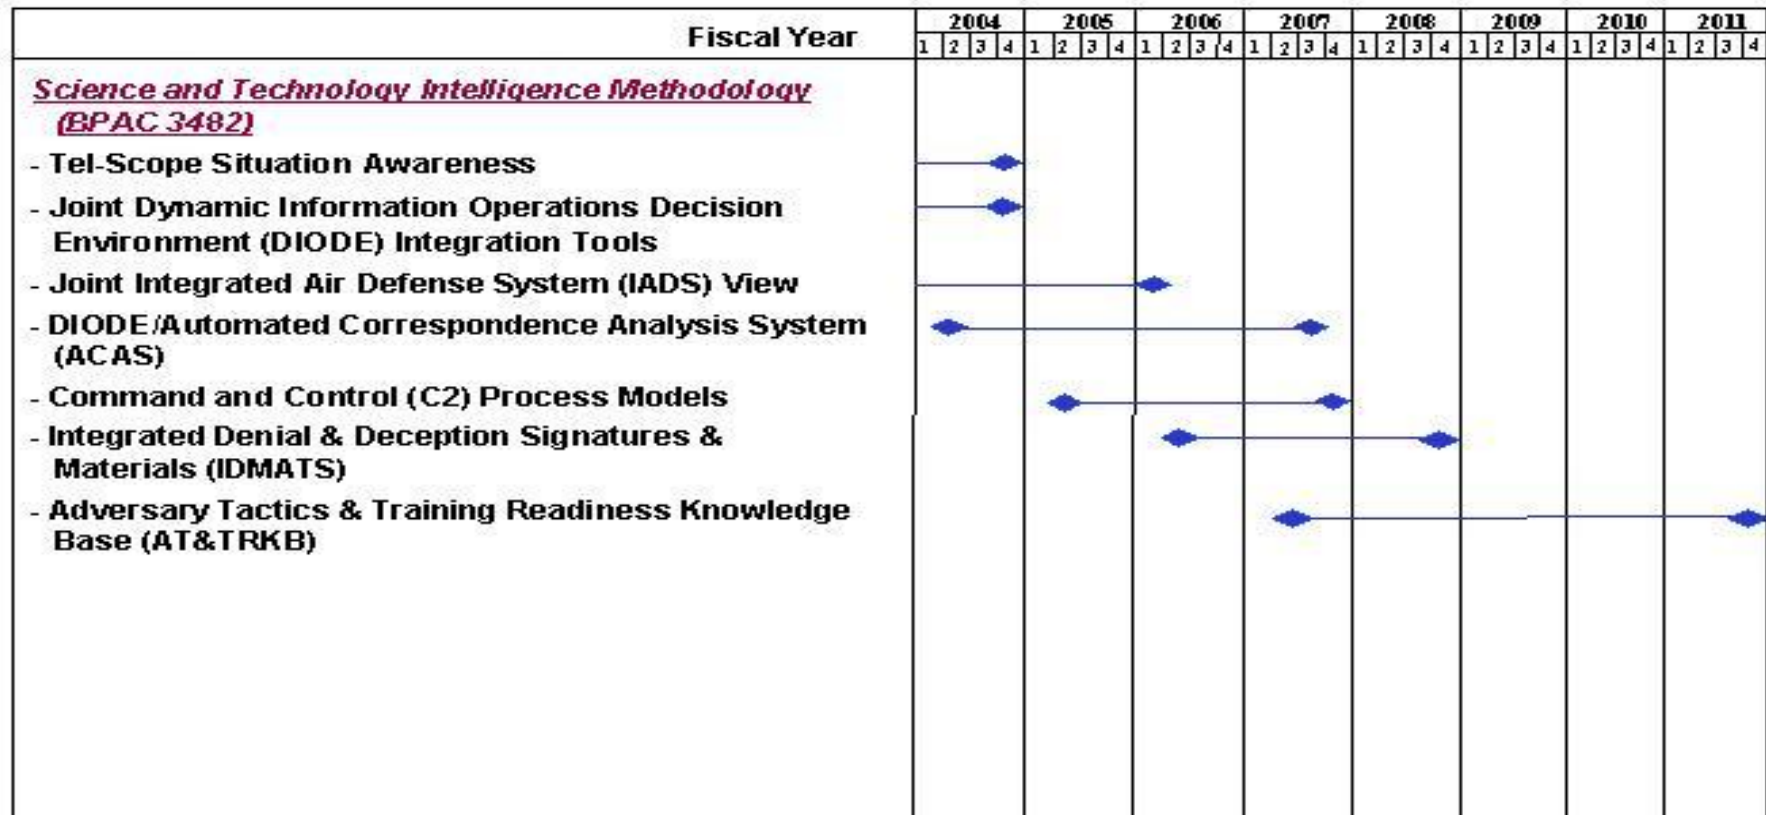 Fiscal Year
2004 2005 2006 2007 2008 2009 2010 2011
1 2 3 4 1 2 3 4 1 2 3 4 1 2 3 4 1 2 3 4 1 2 3 4 1 2 3 4 1 2 3 4
Science and Technology Intelligence Methodology
(BPAC 3482)
- Tel-Scope Situation Awareness
- Joint Dynamic Information Operations Decision
Environment (DIODE) Integration Tools
- Joint Integrated Air Defense System (IADS) View
- DIODE/Automated Correspondence Analysis System
(ACAS)
- Command and Control (C2) Process Models
- Integrated Denial & Deception Signatures &
Materials (IDMATS)
- Adversary Tactics & Training Readiness Knowledge
Base (AT&TRKB)